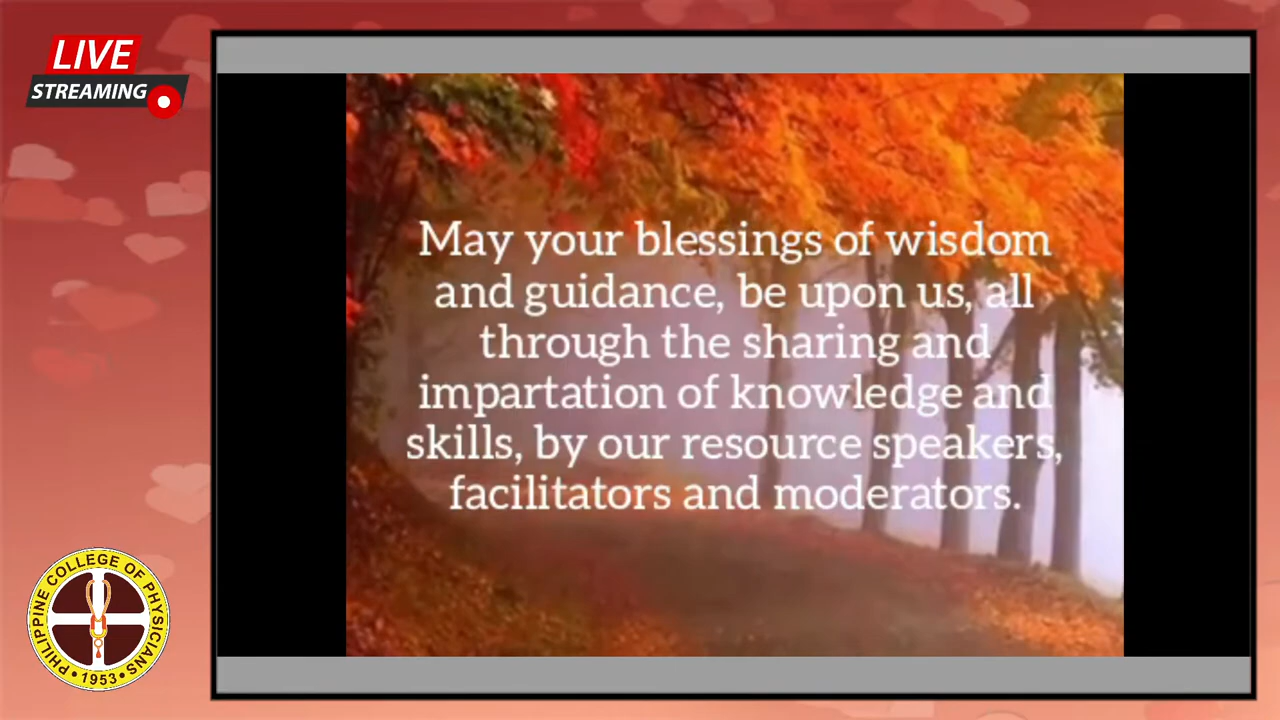 LIVE
STREAMING
May your blessings of wisdom
and guidance, be upon us, all
through the sharing and
impartation of knowledge and
skills, by our resource speakers,
facilitators and moderators.
PHILIPPINE COLLEGE OF PHYSICIANS
• 1953 •